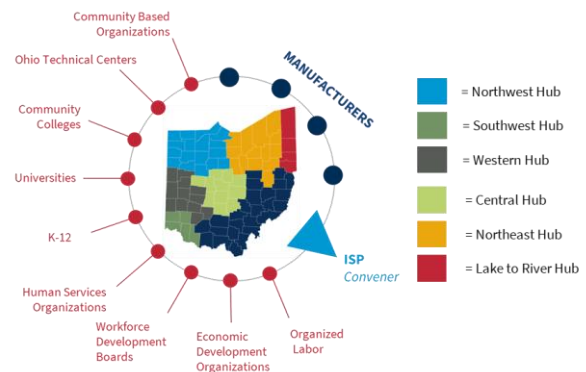 Community Based
Organizations
Ohio Technical Centers
Community
Colleges
Universities
K-12
Human Services
Organizations
Workforce
Development
Boards
Economic
Development
Organizations
Organized
Labor
ISP
Convener
MANUFACTURERS
= Northwest Hub
= Southwest Hub
= Western Hub
= Central Hub
= Northeast Hub
= Lake to River Hub